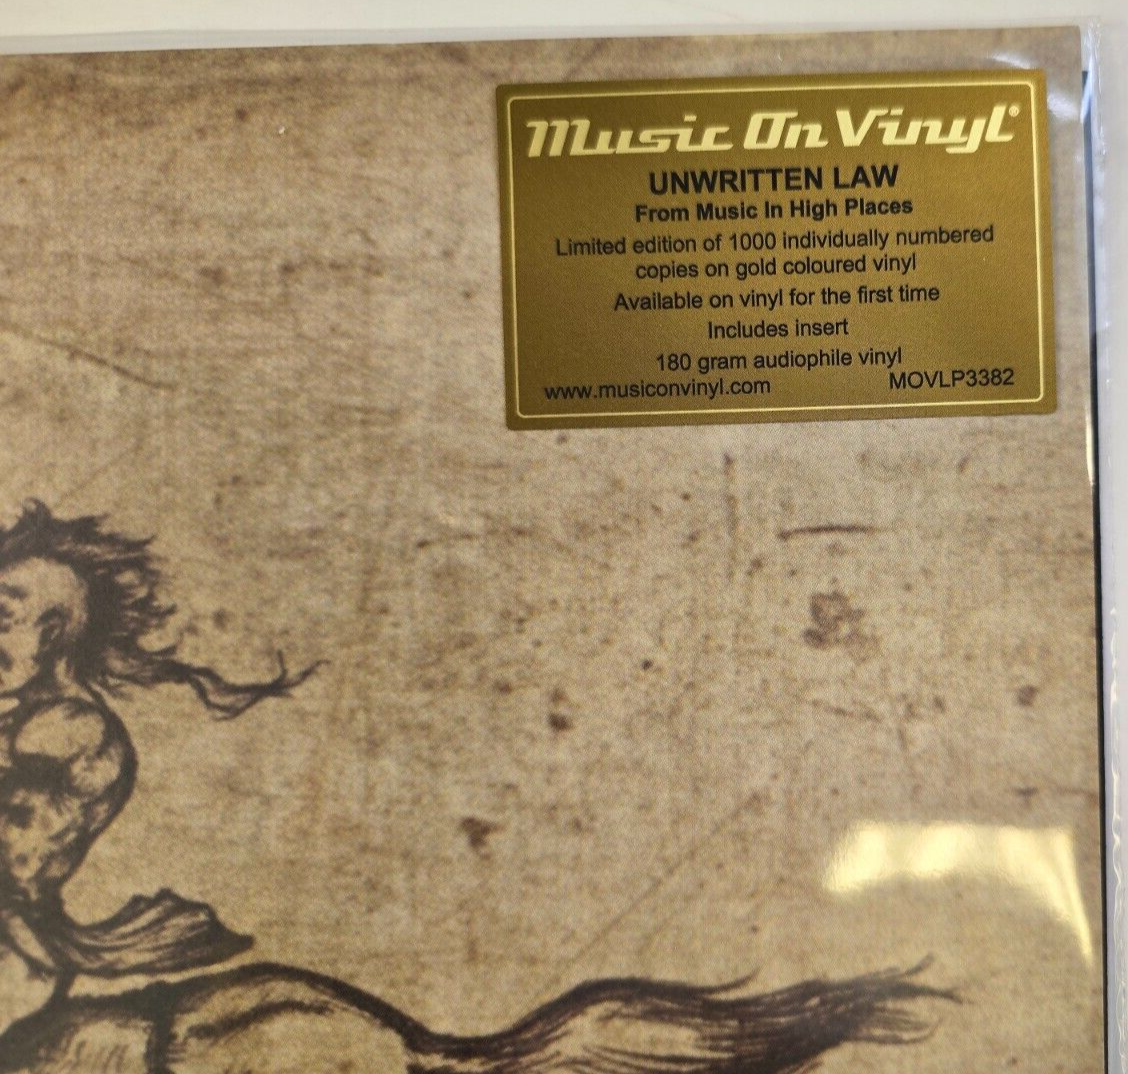 Music On Vinyl®
UNWRITTEN LAW
From Music In High Places
Limited edition of 1000 individually numbered
copies on gold coloured vinyl
Available on vinyl for the first time
Includes insert
180 gram audiophile vinyl
www.musiconvinyl.com MOVLP3382